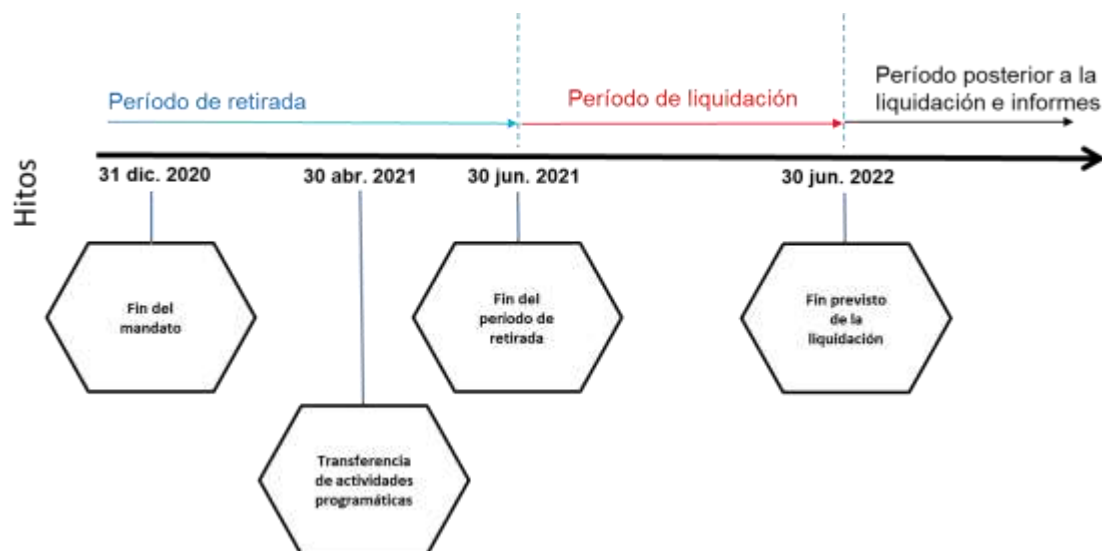 Período de retirada
Período de liquidación
Período posterior a la
liquidación e informes
Hitos
31 dic. 2020
30 abr. 2021
30 jun. 2021
30 jun. 2022
Fin del
mandato
Fin del
período de
retirada
Fin previsto
de la
liquidación
Transferencia
de actividades
programáticas